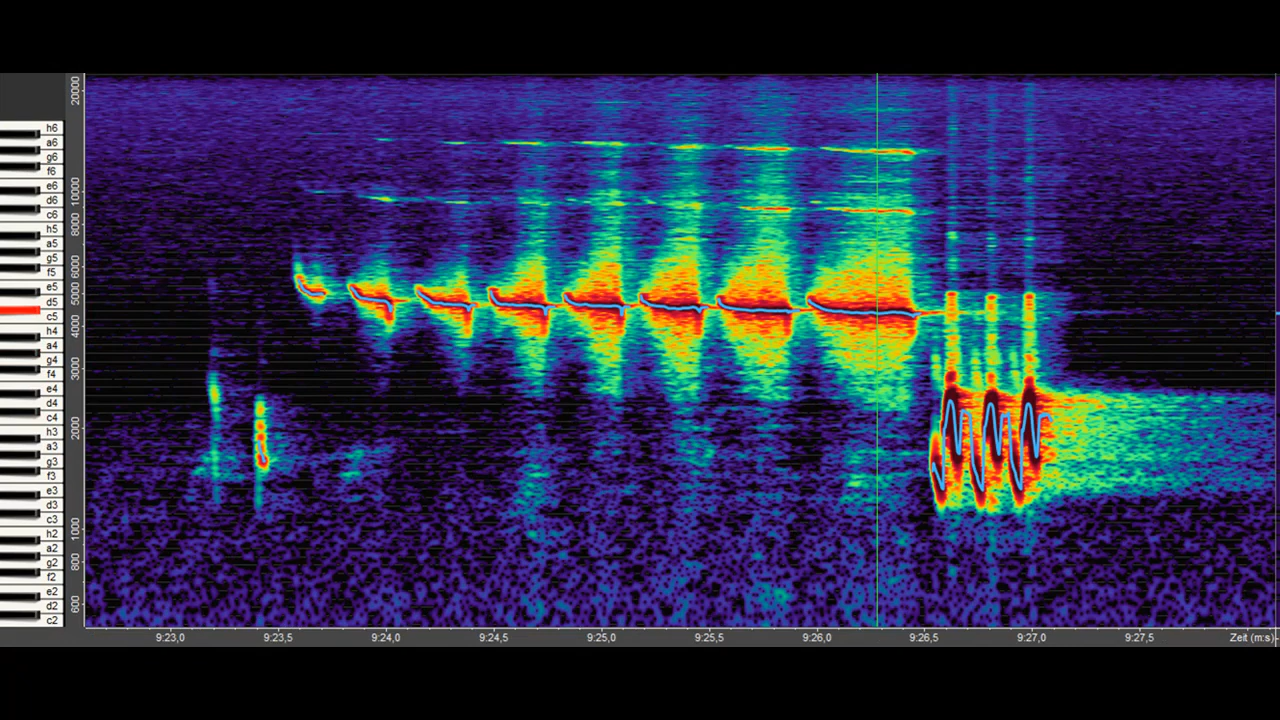 20000
10000
8000
6000
5000
4000
3000
2000
1000
800
600
h6
a6
g6
f6
e6
d6
c6
h5
a5
g5
f5
e5
d5
c5
h4
a4
g4
f4
e4
d4
c4
h3
a3
g3
f3
e3
d3
c3
h2
a2
g2
f2
e2
d2
c2
9:23,0 9:23,5 9:24,0 9:24,5 9:25,0 9:25,5 9:26,0 9:26,5 9:27,0 9:27,5 Zeit (m:s)